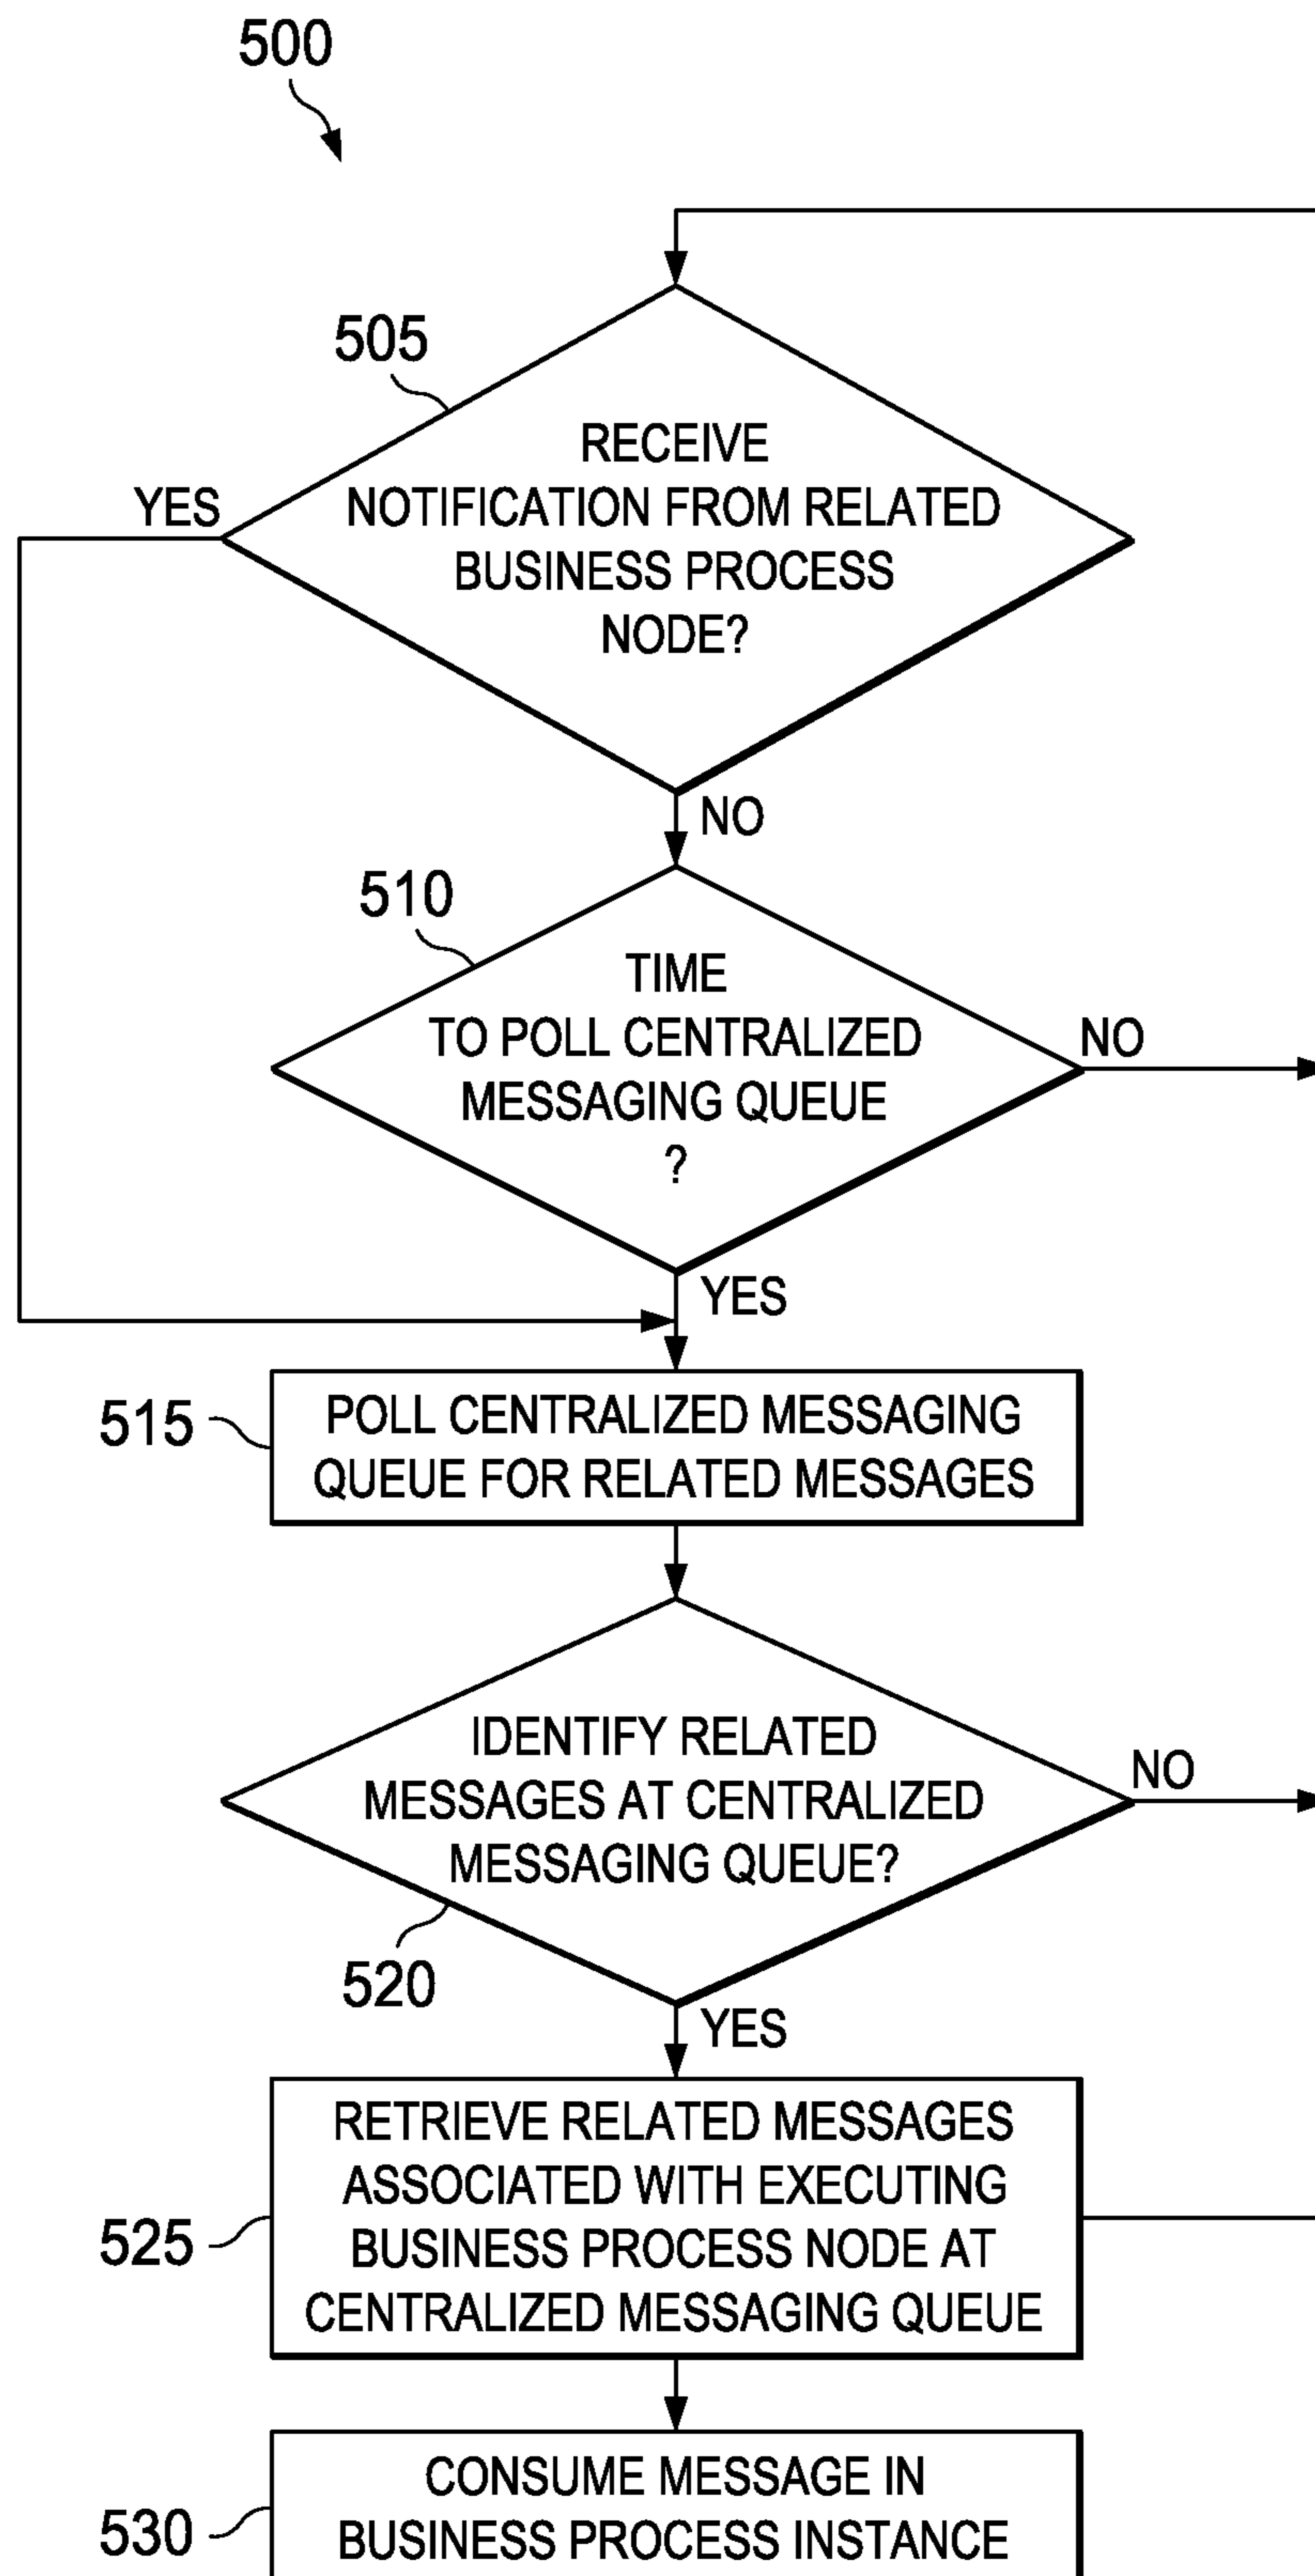 500
505
RECEIVE
NOTIFICATION FROM RELATED
BUSINESS PROCESS
NODE?
YES
NO
510
TIME
TO POLL CENTRALIZED
MESSAGING QUEUE
?
NO
YES
515
POLL CENTRALIZED MESSAGING
QUEUE FOR RELATED MESSAGES
IDENTIFY RELATED
MESSAGES AT CENTRALIZED
MESSAGING QUEUE?
NO
520
YES
RETRIEVE RELATED MESSAGES
ASSOCIATED WITH EXECUTING
BUSINESS PROCESS NODE AT
CENTRALIZED MESSAGING QUEUE
525
CONSUME MESSAGE IN
BUSINESS PROCESS INSTANCE
530